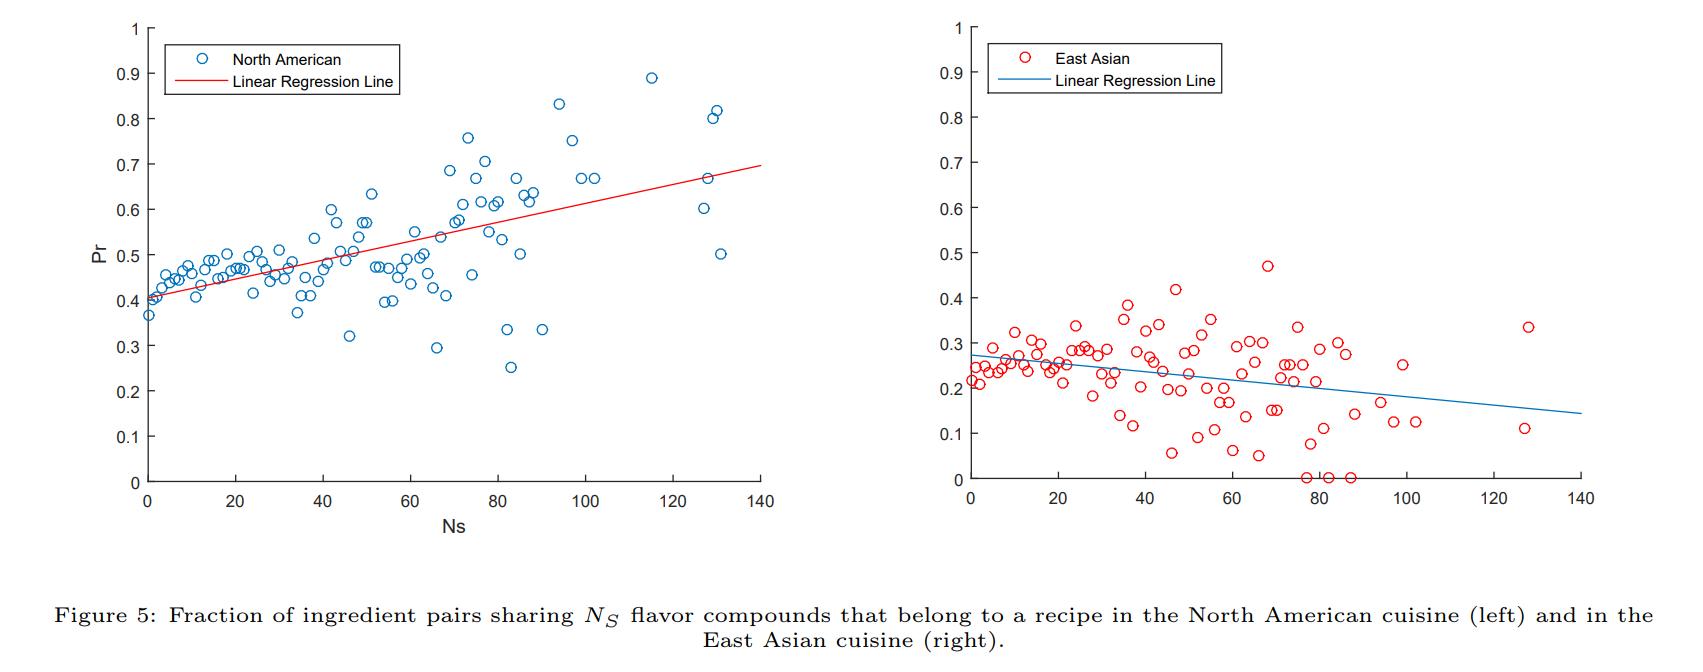 1
0.9
0.8
0.7
0.6
0.5
0.4
0.3
0.2
0.1
0
Pr
North American
Linear Regression Line
0 20 40 60 80 100 120 140
Ns
1
0.9
0.8
0.7
0.6
0.5
0.4
0.3
0.2
0.1
0
East Asian
Linear Regression Line
0 20 40 60 80 100 120 140
Figure 5: Fraction of ingredient pairs sharing N_S flavor compounds that belong to a recipe in the North American cuisine (left) and in the
East Asian cuisine (right).